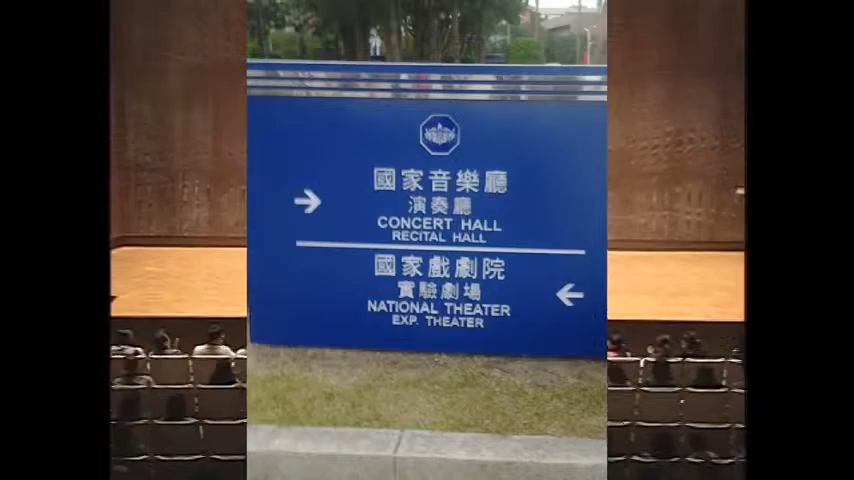 國家音樂廳
演奏廳
CONCERT HALL
RECITAL HALL
國家戲劇院
實驗劇場
NATIONAL THEATER
EXP. THEATER